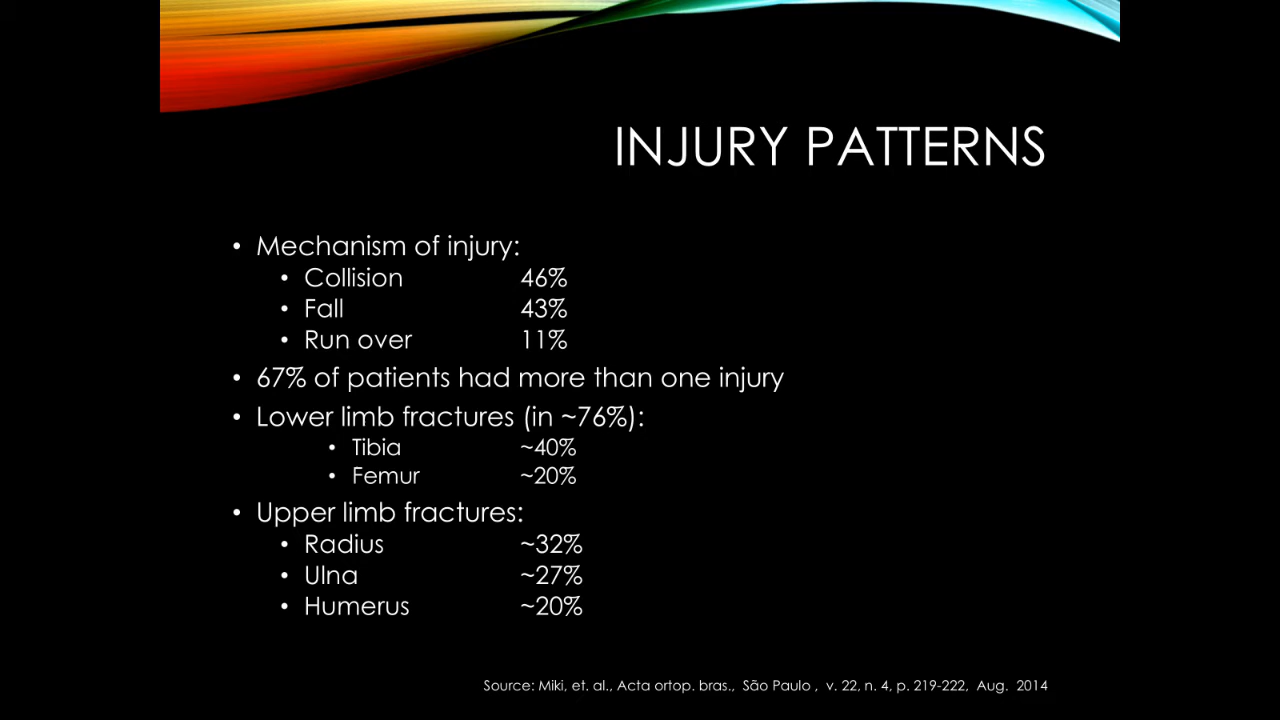 INJURY PATTERNS
• Mechanism of injury:
• Collision 46%
• Fall 43%
• Run over 11%
• 67% of patients had more than one injury
• Lower limb fractures (in ~76%):
• Tibia ~40%
• Femur ~20%
• Upper limb fractures:
• Radius ~32%
• Ulna ~27%
• Humerus ~20%
Source: Miki, et. al., Acta ortop. bras., São Paulo , v. 22, n. 4, p. 219-222, Aug. 2014